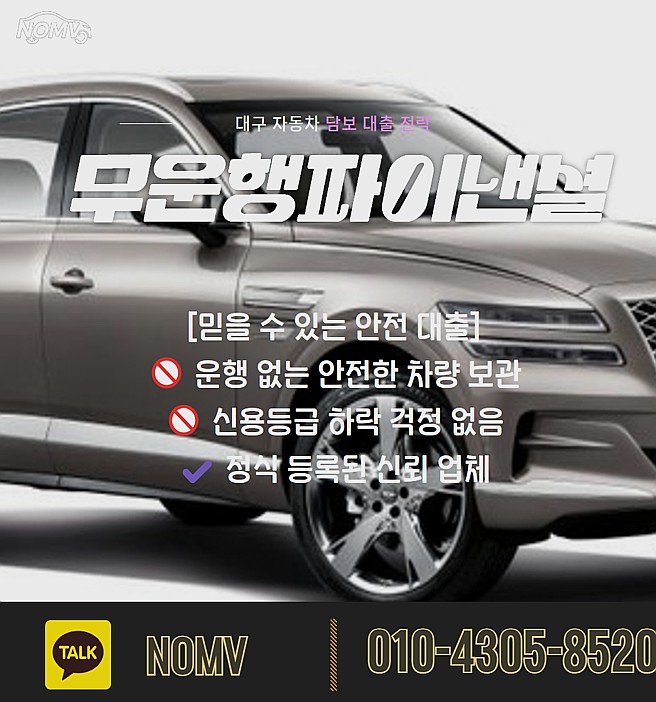 NOMV
대구 자동차 담보 대출 전략
무운행파이낸셜
[믿을 수 있는 안전 대출]
운행 없는 안전한 차량 보관
신용등급 하락 걱정 없음
정삭 등록된 신뢰 업체
TALK NOMV 010-4305-8520